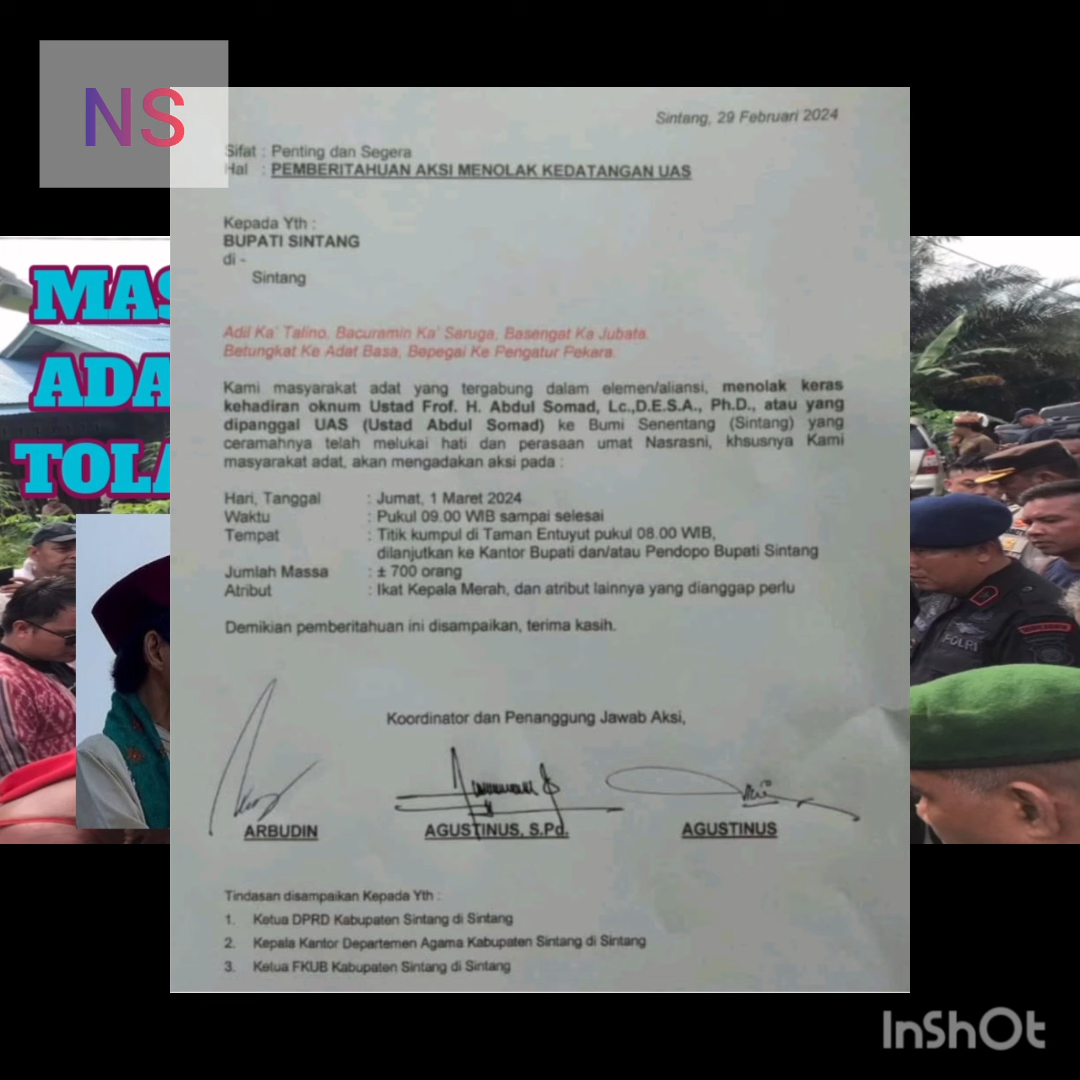 NS
Sintang, 29 Februari 2024
Sifat : Penting dan Segera
Hal : PEMBERITAHUAN AKSI MENOLAK KEDATANGAN UAS
Kepada Yth :
BUPATI SINTANG
di -
Sintang
MAS
ADA
TOLA
Adil Ka' Talino, Bacuramin Ka' Saruga, Basengat Ka Jubata.
Betungkat Ke Adat Basa, Bepegai Ke Pengatur Pekara.
Kami masyarakat adat yang tergabung dalam elemen/aliansi, menolak keras
kehadiran oknum Ustad Frof. H. Abdul Somad, Lc.,D.E.S.A., Ph.D., atau yang
dipanggal UAS (Ustad Abdul Somad) ke Bumi Senentang (Sintang) yang
ceramahnya telah melukai hati dan perasaan umat Nasrasni, khsusnya Kami
masyarakat adat, akan mengadakan aksi pada :
Hari, Tanggal : Jumat, 1 Maret 2024
Waktu : Pukul 09.00 WIB sampai selesai
Tempat : Titik kumpul di Taman Entuyut pukul 08.00 WIB,
dilanjutkan ke Kantor Bupati dan/atau Pendopo Bupati Sintang
Jumlah Massa : ± 700 orang
Atribut : Ikat Kepala Merah, dan atribut lainnya yang dianggap perlu
Demikian pemberitahuan ini disampaikan, terima kasih.
Koordinator dan Penanggung Jawab Aksi,
ARBUDIN AGUSTINUS, S.Pd. AGUSTINUS
Tindasan disampaikan Kepada Yth :
1. Ketua DPRD Kabupaten Sintang di Sintang
2. Kepala Kantor Departemen Agama Kabupaten Sintang di Sintang
3. Ketua FKUB Kabupaten Sintang di Sintang
POLRI
InShOt